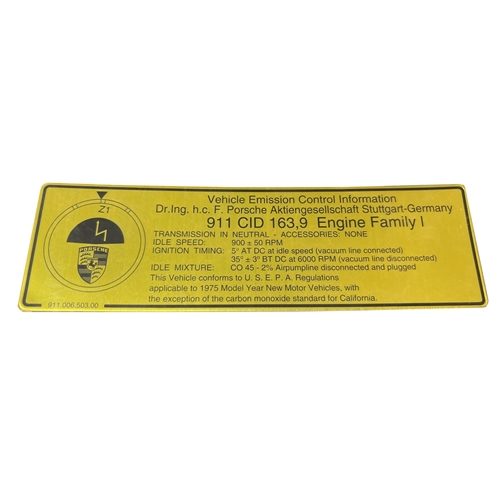 Z1
PORSCHE
911.006.503.00
Vehicle Emission Control Information
Dr.Ing. h.c. F. Porsche Aktiengesellschaft Stuttgart-Germany
911 CID 163,9 Engine Family I
TRANSMISSION IN NEUTRAL - ACCESSORIES: NONE
IDLE SPEED: 900 ± 50 RPM
IGNITION TIMING: 5° AT DC at idle speed (vacuum line connected)
35° ± 3° BT DC at 6000 RPM (vacuum line disconnected)
IDLE MIXTURE: CO 45 - 2% Airpumpline disconnected and plugged
This Vehicle conforms to U. S. E. P. A. Regulations
applicable to 1975 Model Year New Motor Vehicles, with
the exception of the carbon monoxide standard for California.